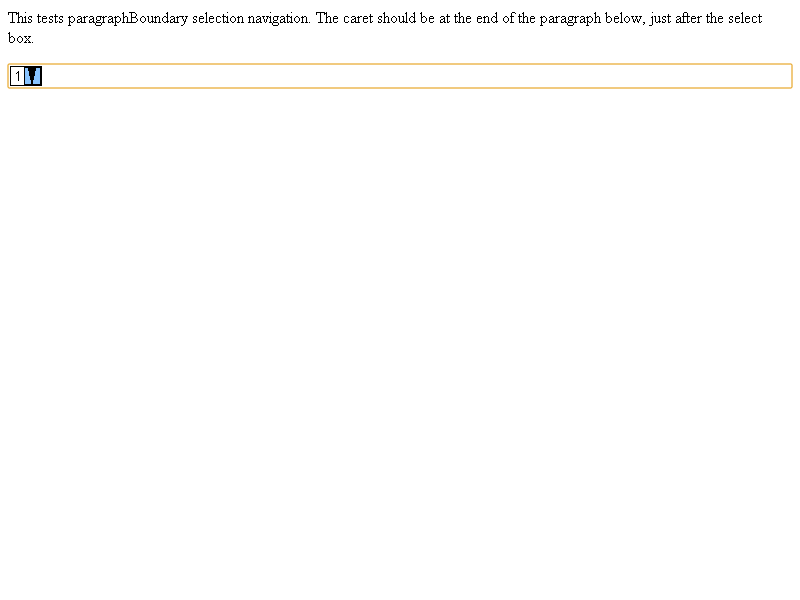 This tests paragraphBoundary selection navigation. The caret should be at the end of the paragraph below, just after the select
box.
1